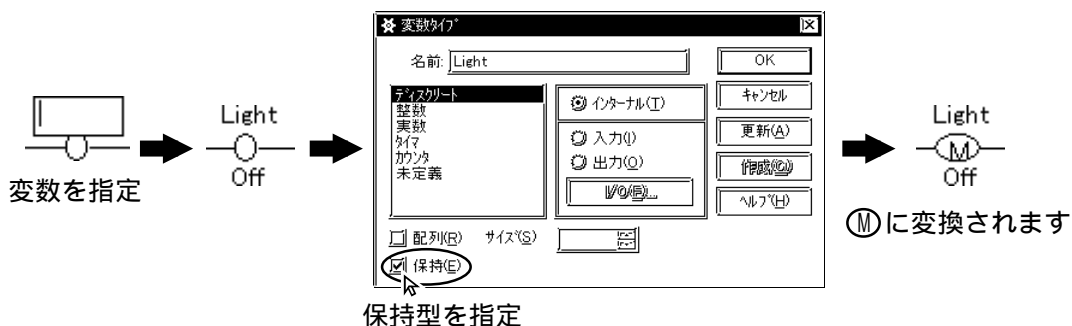 変数を指定
Light
Off
変数ﾀｲﾌﾟ
名前: Light
ﾃﾞｨｽｸﾘｰﾄ
整数
実数
ﾀｲﾏ
ｶｳﾝﾀ
未定義
ｲﾝﾀｰﾅﾙ(T)
入力(I)
出力(O)
I/O(B)...
OK
ｷｬﾝｾﾙ
更新(A)
作成(C)
ﾍﾙﾌﾟ(H)
配列(R) ｻｲｽﾞ(S)
保持(E)
保持型を指定
Light
M
Off
Ⓜに変換されます